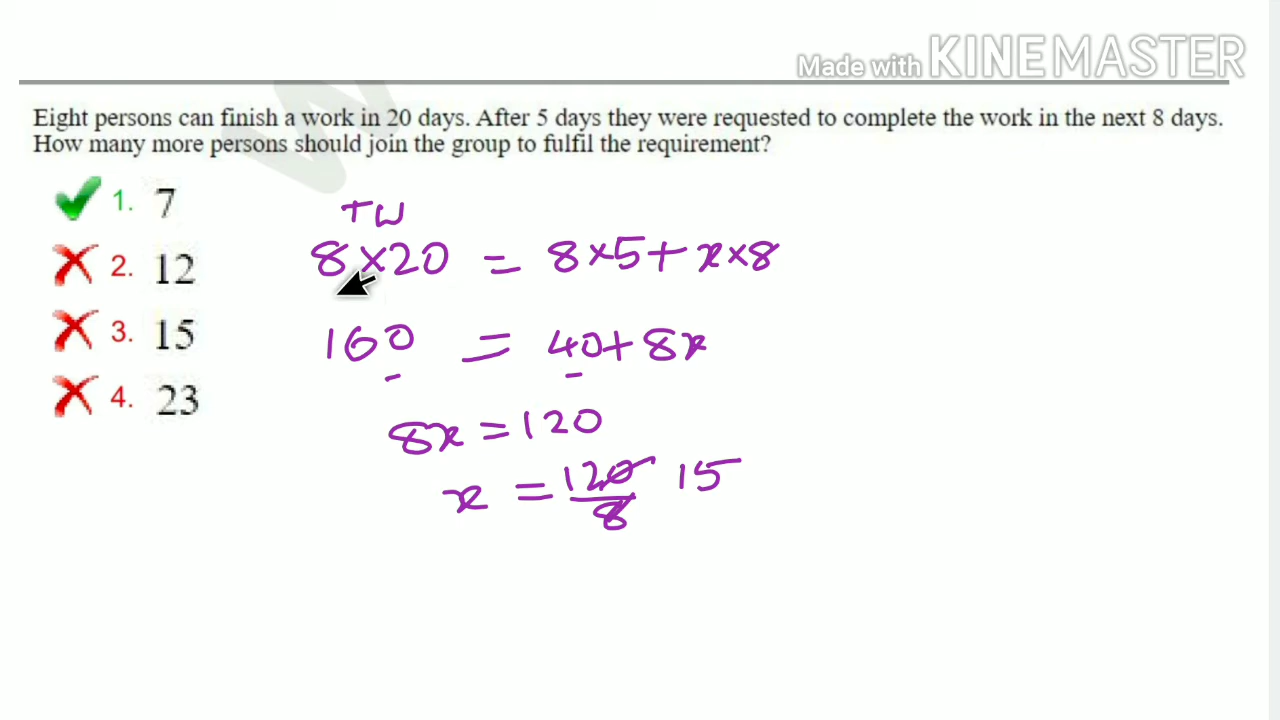 Made with KINEMASTER
Eight persons can finish a work in 20 days. After 5 days they were requested to complete the work in the next 8 days.
How many more persons should join the group to fulfil the requirement?
1. 7
2. 12
3. 15
4. 23
TW
8×20 = 8×5+x×8
160 = 40+8x
8x=120
x = 120/8 15